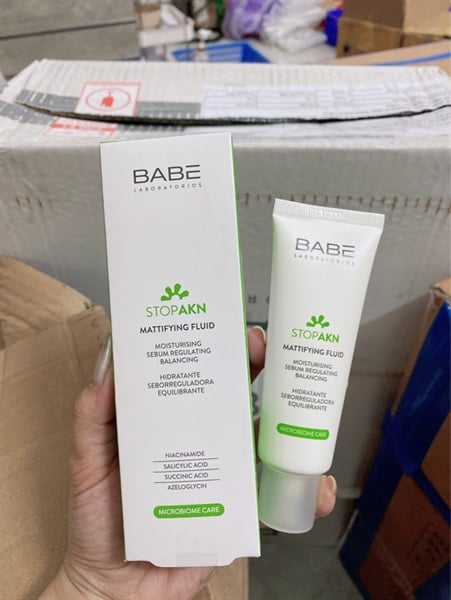 BABE
LABORATORIOS
STOPAKN
MATTIFYING FLUID
MOISTURISING
SEBUM REGULATING
BALANCING
HIDRATANTE
SEBORREGULADORA
EQUILIBRANTE
NIACINAMIDE
SALICYLIC ACID
SUCCINIC ACID
AZELOGLYCIN
MICROBIOME CARE
BABE
LABORATORIOS
STOPAKN
MATTIFYING FLUID
MOISTURISING
SEBUM REGULATING
BALANCING
HIDRATANTE
SEBORREGULADORA
EQUILIBRANTE
MICROBIOME CARE